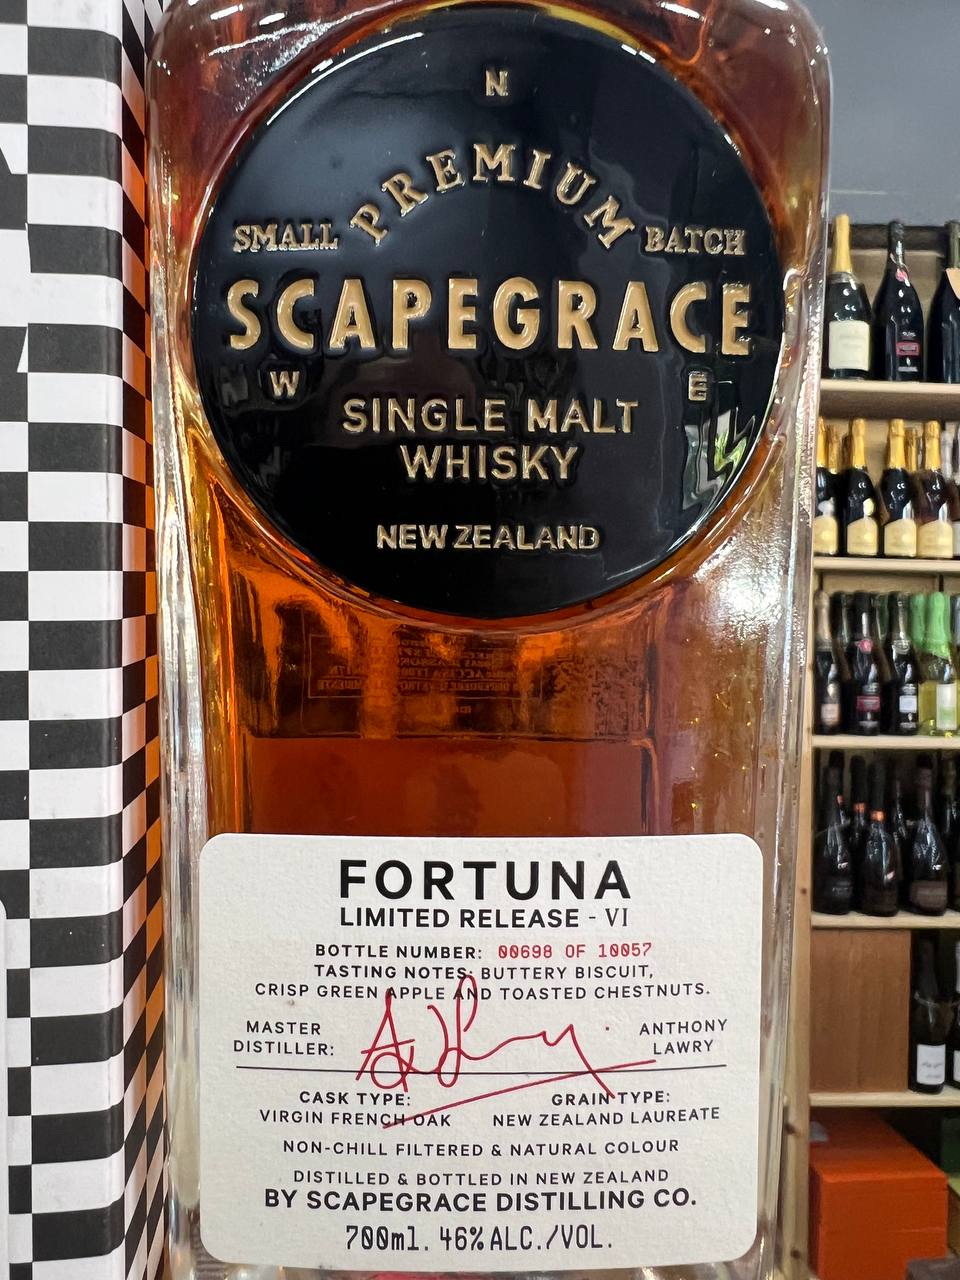 N
PREMIUM
SMALL BATCH
SCAPEGRACE
W E
SINGLE MALT
WHISKY
NEW ZEALAND
FORTUNA
LIMITED RELEASE - VI
BOTTLE NUMBER: 00698 OF 10057
TASTING NOTES: BUTTERY BISCUIT,
CRISP GREEN APPLE AND TOASTED CHESTNUTS.
MASTER DISTILLER:
ANTHONY LAWRY
CASK TYPE: GRAIN TYPE:
VIRGIN FRENCH OAK NEW ZEALAND LAUREATE
NON-CHILL FILTERED & NATURAL COLOUR
DISTILLED & BOTTLED IN NEW ZEALAND
BY SCAPEGRACE DISTILLING CO.
700ml. 46% ALC./VOL.